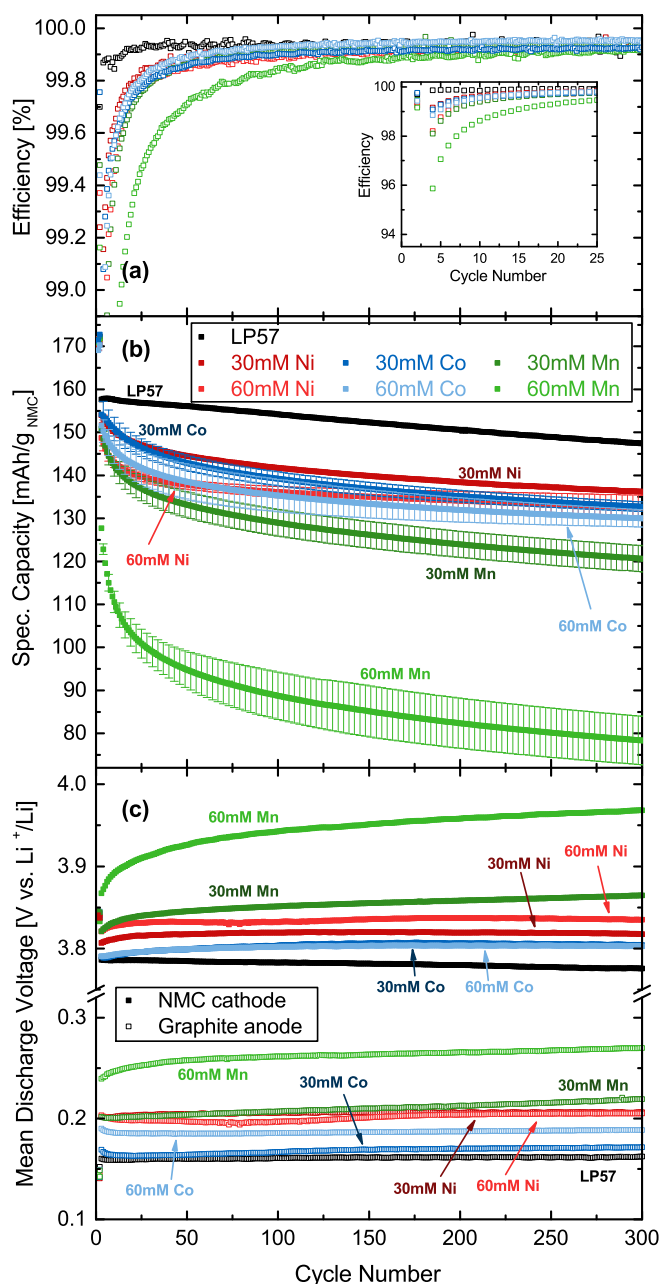 100.0
99.8
99.6
99.4
99.2
99.0
Efficiency [%]
(a)
100
98
96
94
Efficiency
0 5 10 15 20 25
Cycle Number
170
160
150
140
130
120
110
100
90
80
Spec. Capacity [mAh/g NMC]
(b)
LP57
30mM Ni 30mM Co 30mM Mn
60mM Ni 60mM Co 60mM Mn
LP57
30mM Co
30mM Ni
60mM Ni
30mM Mn
60mM Co
60mM Mn
4.0
3.9
3.8
0.3
0.2
0.1
Mean Discharge Voltage [V vs. Li +/Li]
(c)
60mM Mn
60mM Ni
30mM Ni
30mM Mn
30mM Co
60mM Co
NMC cathode
Graphite anode
60mM Mn
30mM Co
30mM Mn
60mM Co
30mM Ni
60mM Ni
LP57
0 50 100 150 200 250 300
Cycle Number